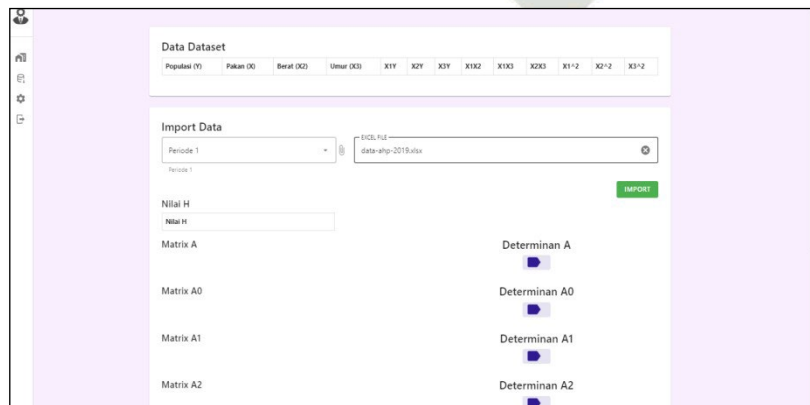 Data Dataset
Populasi (Y) Pakan (X) Berat (X2) Umur (X3) X1Y X2Y X3Y X1X2 X1X3 X2X3 X1^2 X2^2 X3^2
Import Data
EXCEL FILE
Periode 1 data-ahp-2019.xlsx
Periode 1
IMPORT
Nilai H
Nilai H
Matrix A Determinan A
Matrix A0 Determinan A0
Matrix A1 Determinan A1
Matrix A2 Determinan A2